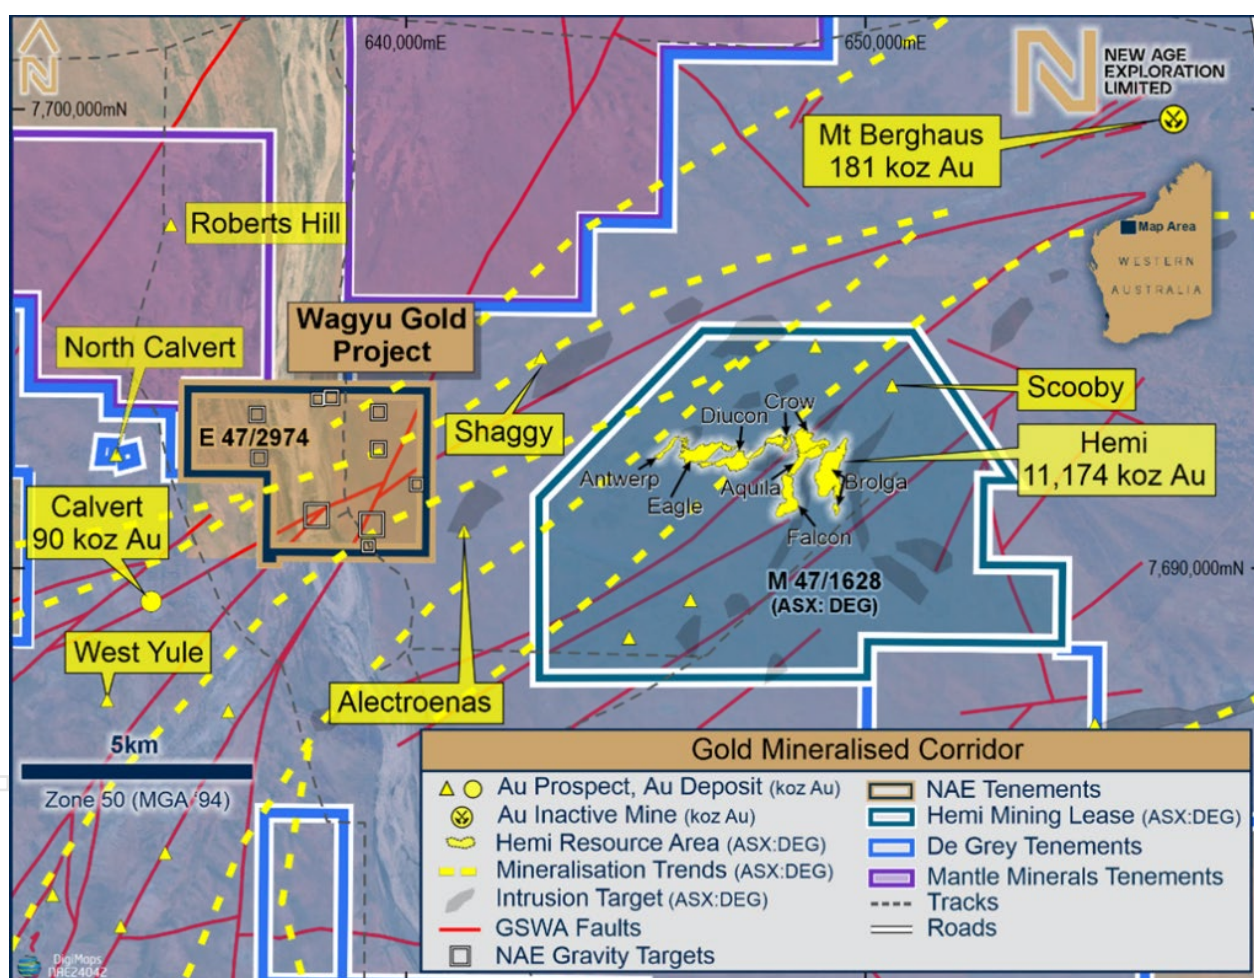 640,000mE
650,000mE
N
7,700,000mN
N
NEW AGE
EXPLORATION
LIMITED
Mt Berghaus
181 koz Au
Roberts Hill
Map Area
WESTERN
AUSTRALIA
Wagyu Gold
Project
North Calvert
E 47/2974
Shaggy
Scooby
Crow
Diucon
Hemi
11,174 koz Au
Antwerp
Eagle
Aquila
Brolga
Calvert
90 koz Au
Falcon
7,690,000mN
M 47/1628
(ASX: DEG)
West Yule
Alectroenas
5km
Zone 50 (MGA '94)
Gold Mineralised Corridor
Au Prospect, Au Deposit (koz Au)
Au Inactive Mine (koz Au)
Hemi Resource Area (ASX:DEG)
Mineralisation Trends (ASX:DEG)
Intrusion Target (ASX:DEG)
GSWA Faults
NAE Gravity Targets
NAE Tenements
Hemi Mining Lease (ASX:DEG)
De Grey Tenements
Mantle Minerals Tenements
Tracks
Roads
DigiMaps
NAE24042